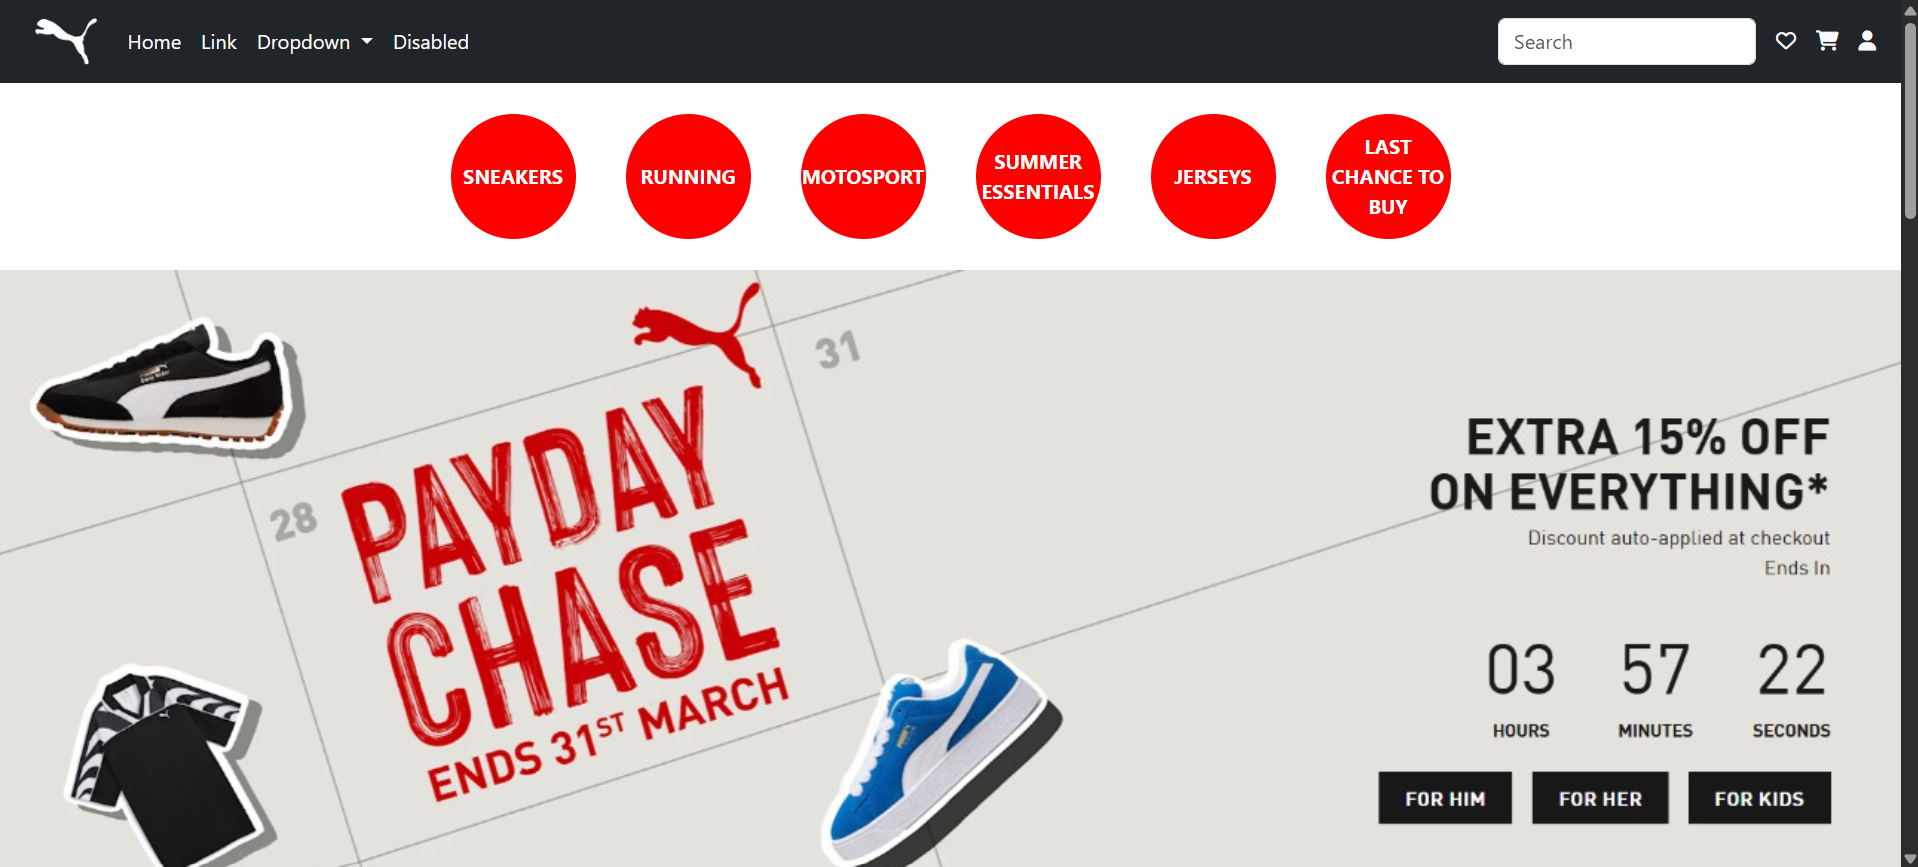 Home Link Dropdown Disabled Search
SNEAKERS
RUNNING
MOTOSPORT
SUMMER
ESSENTIALS
JERSEYS
LAST
CHANCE TO
BUY
31
28
PAYDAY
CHASE
ENDS 31ST MARCH
EXTRA 15% OFF
ON EVERYTHING*
Discount auto-applied at checkout
Ends In
03 57 22
HOURS MINUTES SECONDS
FOR HIM FOR HER FOR KIDS